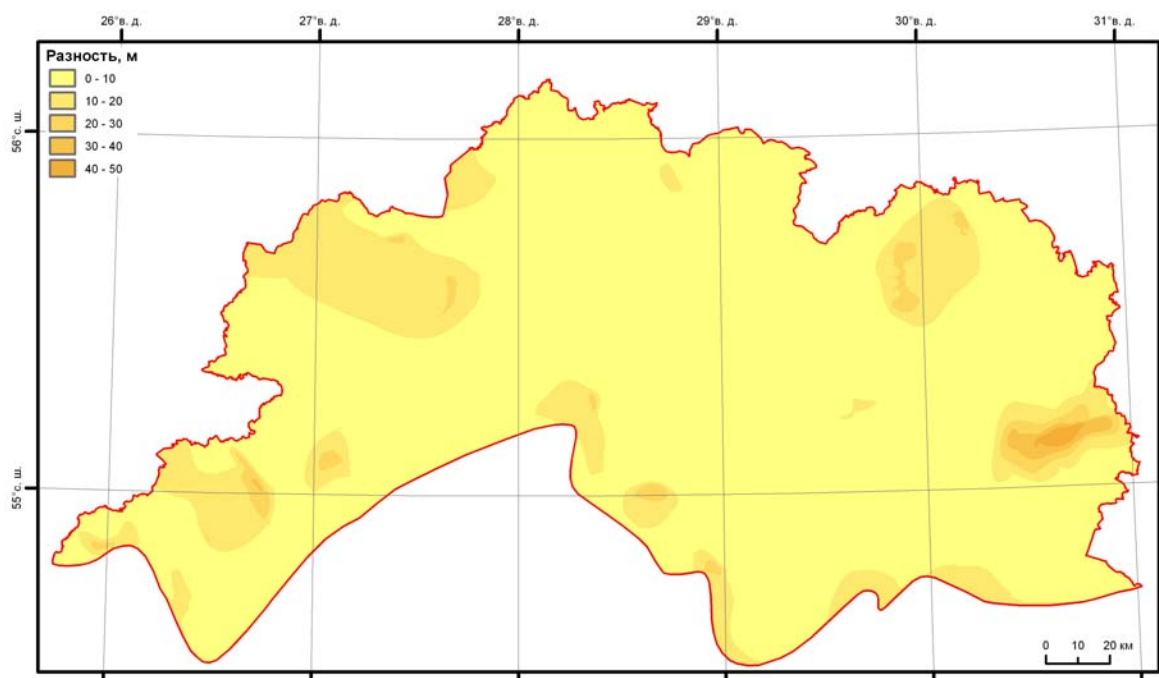 26°в. д. 27°в. д. 28°в. д. 29°в. д. 30°в. д. 31°в. д.
Разность, м
0 - 10
10 - 20
20 - 30
30 - 40
40 - 50
56°с. ш.
55°с. ш.
0 10 20 км